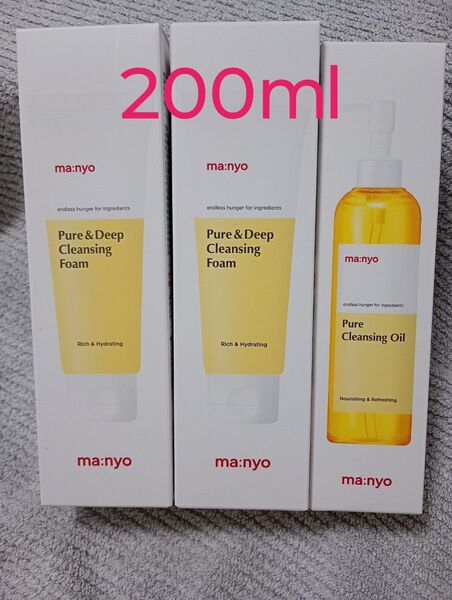 200ml
ma:nyo
endless hunger for ingredients
Pure & Deep
Cleansing
Foam
Rich & Hydrating
ma:nyo
ma:nyo
endless hunger for ingredients
Pure & Deep
Cleansing
Foam
Rich & Hydrating
ma:nyo
ma:nyo
endless hunger for ingredients
Pure
Cleansing Oil
Nourishing & Refreshing
ma:nyo